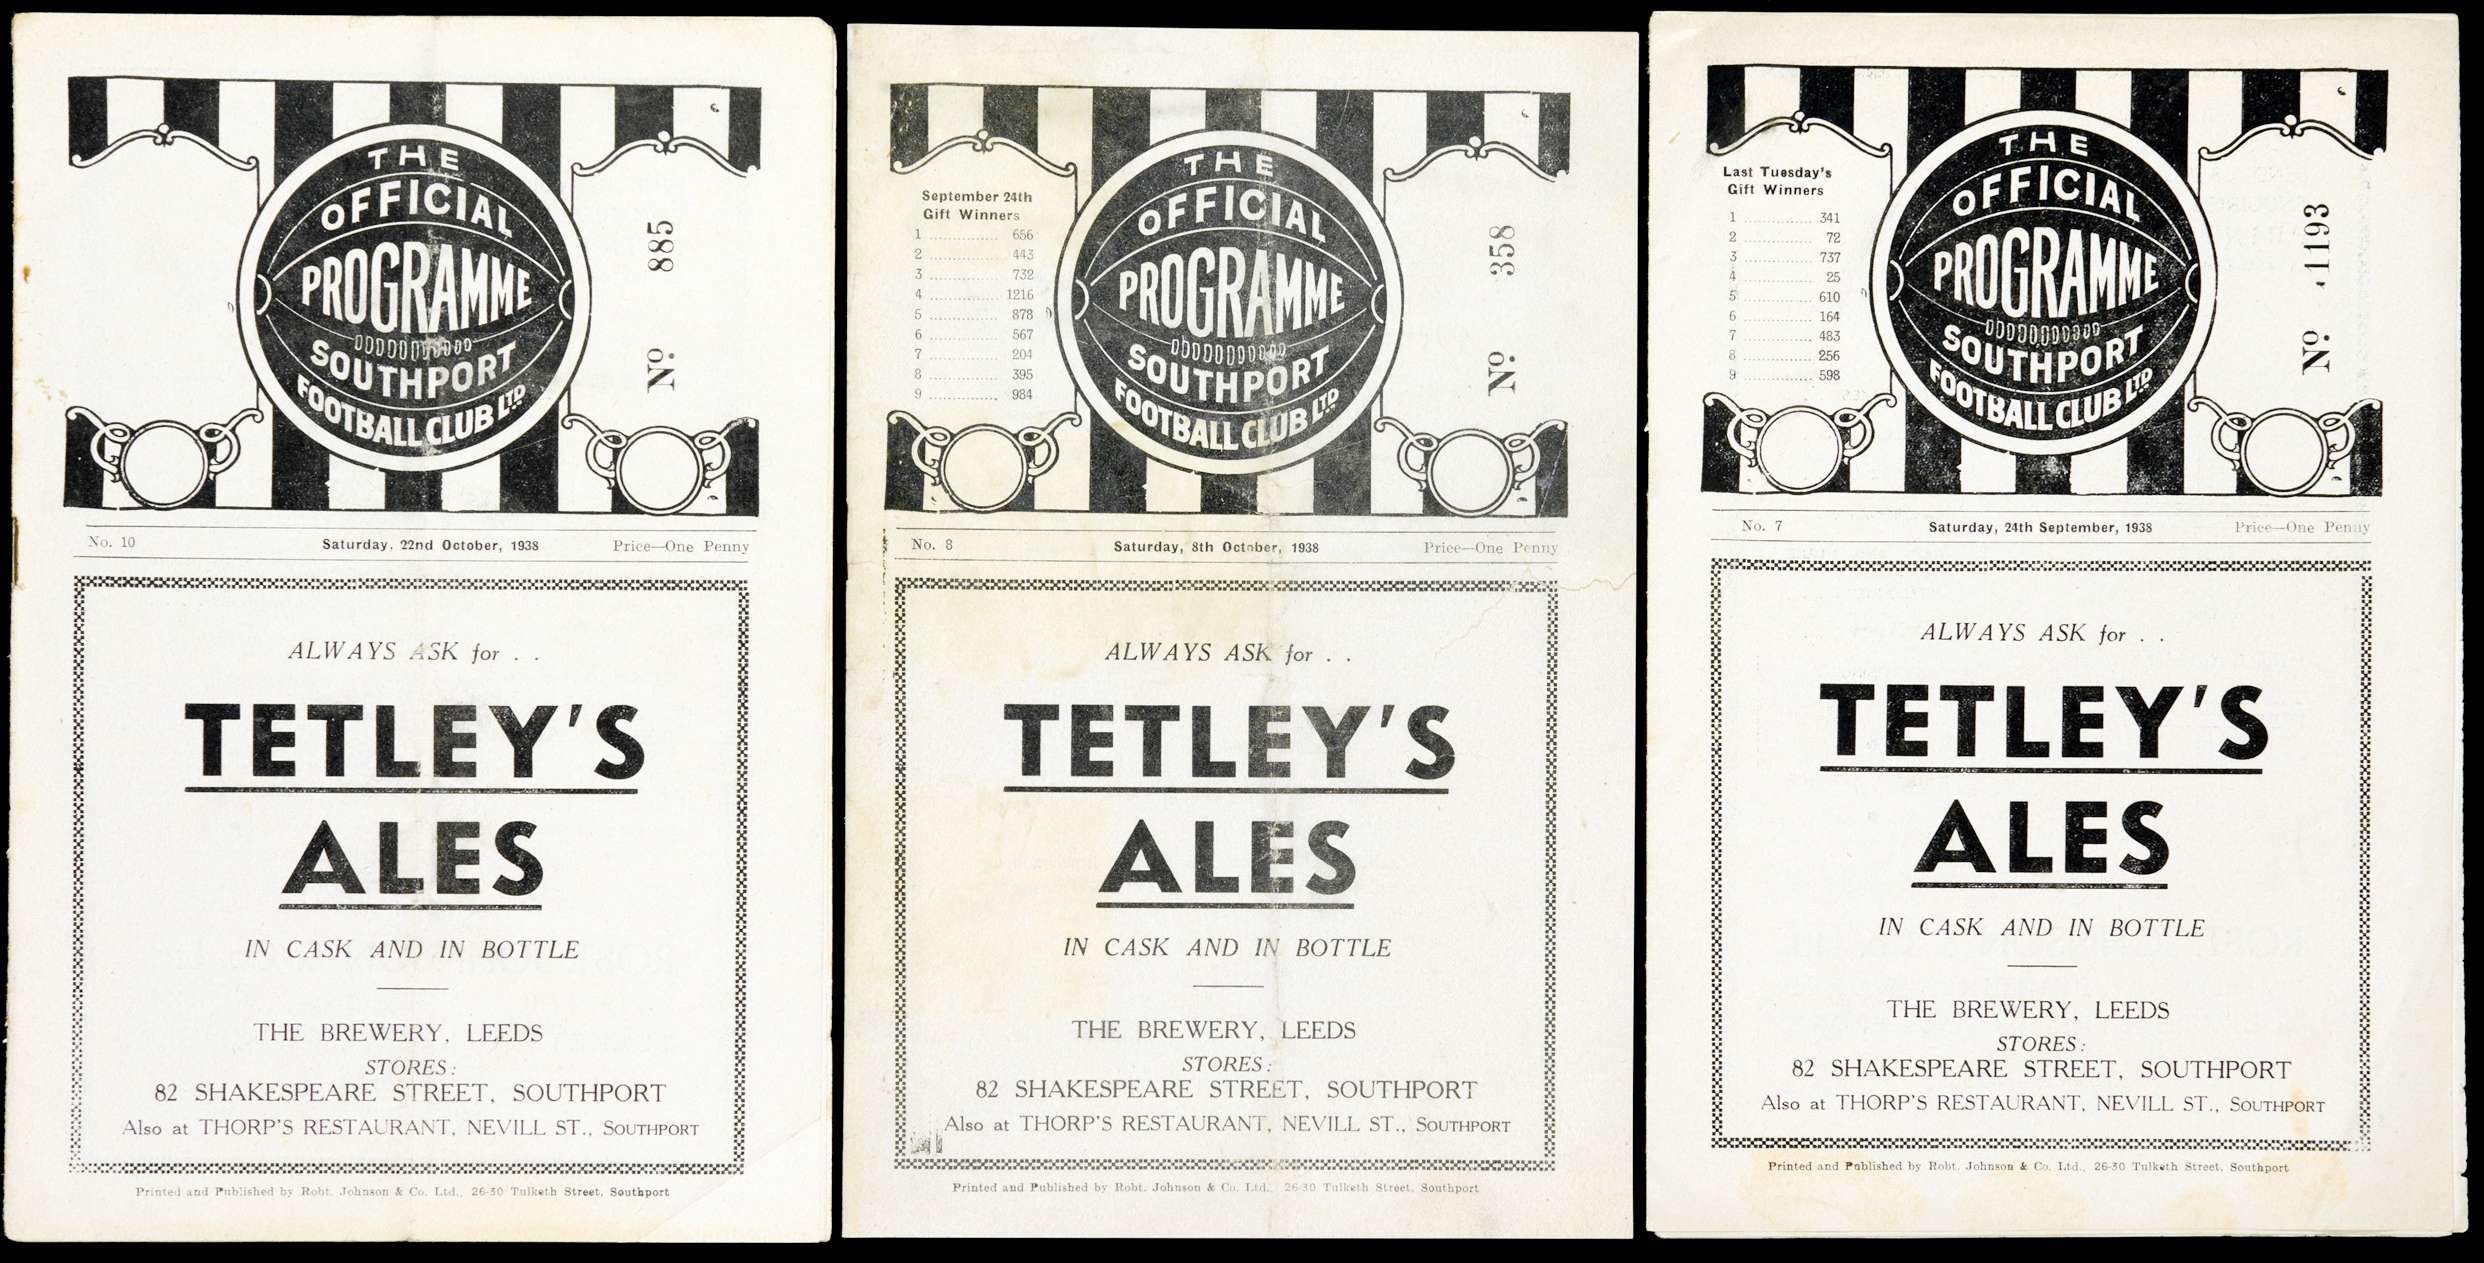 THE
OFFICIAL
PROGRAMME
SOUTHPORT
FOOTBALL CLUB LTD
No. 885
No. 10
Saturday, 22nd October, 1938
Price—One Penny
ALWAYS ASK for . .
TETLEY'S
ALES
IN CASK AND IN BOTTLE
THE BREWERY, LEEDS
STORES:
82 SHAKESPEARE STREET, SOUTHPORT
Also at THORP'S RESTAURANT, NEVILL ST., SOUTHPORT
Printed and Published by Robt. Johnson & Co. Ltd., 26-30 Tulketh Street, Southport
September 24th
Gift Winners
1 .............. 656
2 .............. 443
3 .............. 732
4 .............. 1216
5 .............. 878
6 .............. 567
7 .............. 204
8 .............. 395
9 .............. 984
THE
OFFICIAL
PROGRAMME
SOUTHPORT
FOOTBALL CLUB LTD
No. 358
No. 8
Saturday, 8th October, 1938
Price—One Penny
ALWAYS ASK for . .
TETLEY'S
ALES
IN CASK AND IN BOTTLE
THE BREWERY, LEEDS
STORES:
82 SHAKESPEARE STREET, SOUTHPORT
Also at THORP'S RESTAURANT, NEVILL ST., SOUTHPORT
Printed and Published by Robt. Johnson & Co. Ltd., 26-30 Tulketh Street, Southport
Last Tuesday's
Gift Winners
1 .............. 341
2 .............. 72
3 .............. 737
4 .............. 25
5 .............. 610
6 .............. 164
7 .............. 483
8 .............. 256
9 .............. 598
THE
OFFICIAL
PROGRAMME
SOUTHPORT
FOOTBALL CLUB LTD
No. 1193
No. 7
Saturday, 24th September, 1938
Price—One Penny
ALWAYS ASK for . .
TETLEY'S
ALES
IN CASK AND IN BOTTLE
THE BREWERY, LEEDS
STORES:
82 SHAKESPEARE STREET, SOUTHPORT
Also at THORP'S RESTAURANT, NEVILL ST., SOUTHPORT
Printed and Published by Robt. Johnson & Co. Ltd., 26-30 Tulketh Street, Southport